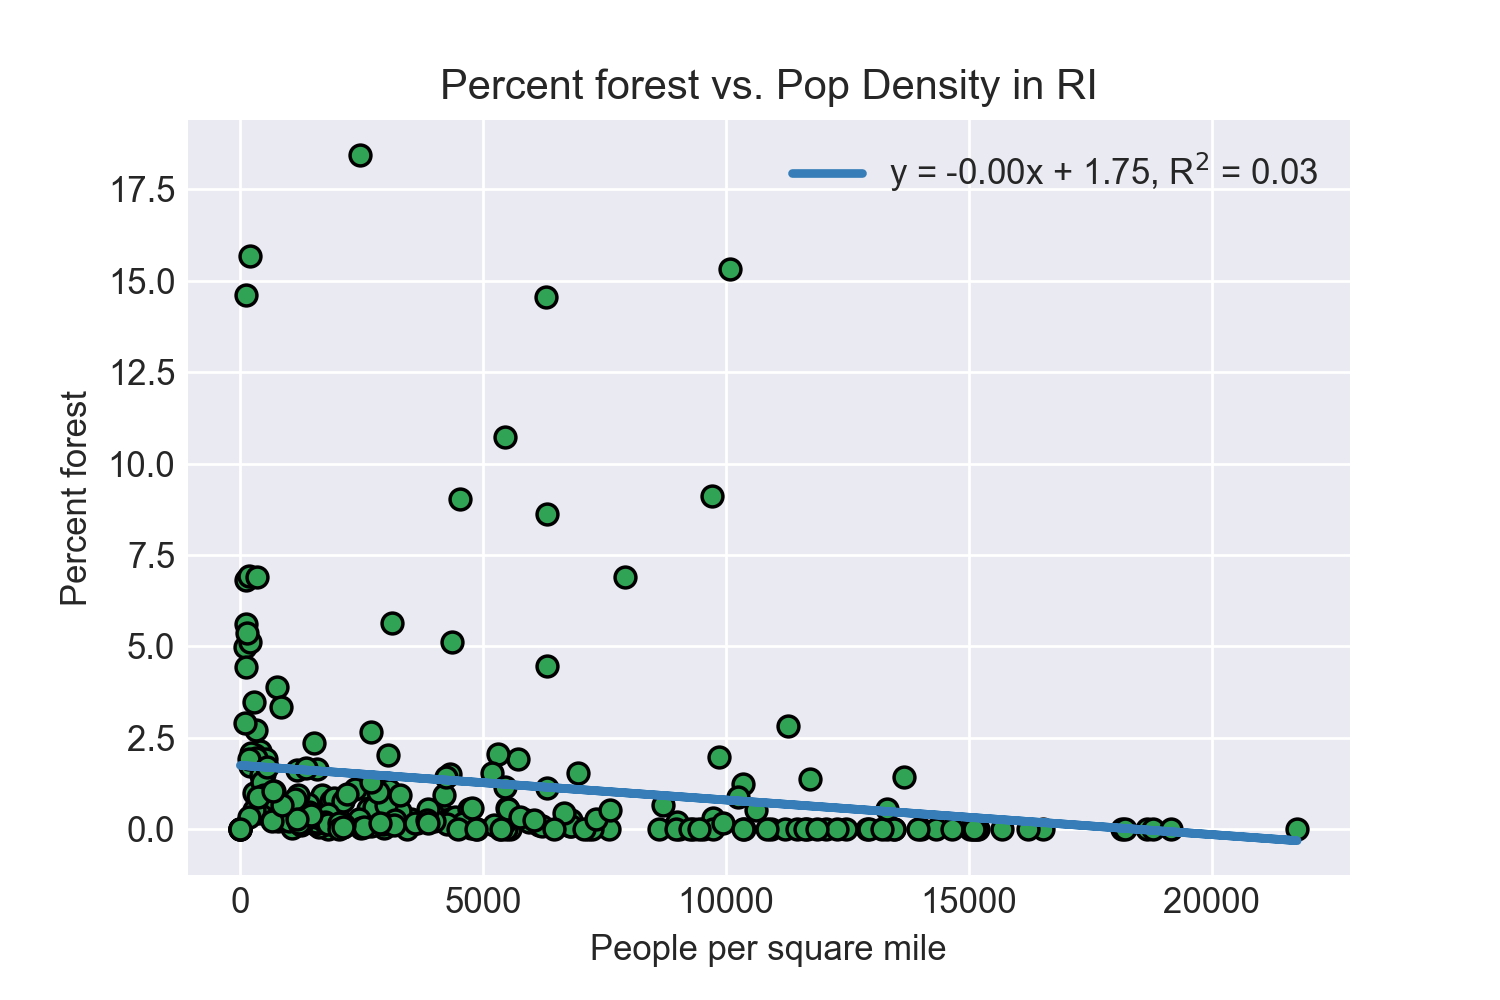 Percent forest vs. Pop Density in RI
y = -0.00x + 1.75, R² = 0.03
Percent forest
17.5
15.0
12.5
10.0
7.5
5.0
2.5
0.0
0 5000 10000 15000 20000
People per square mile